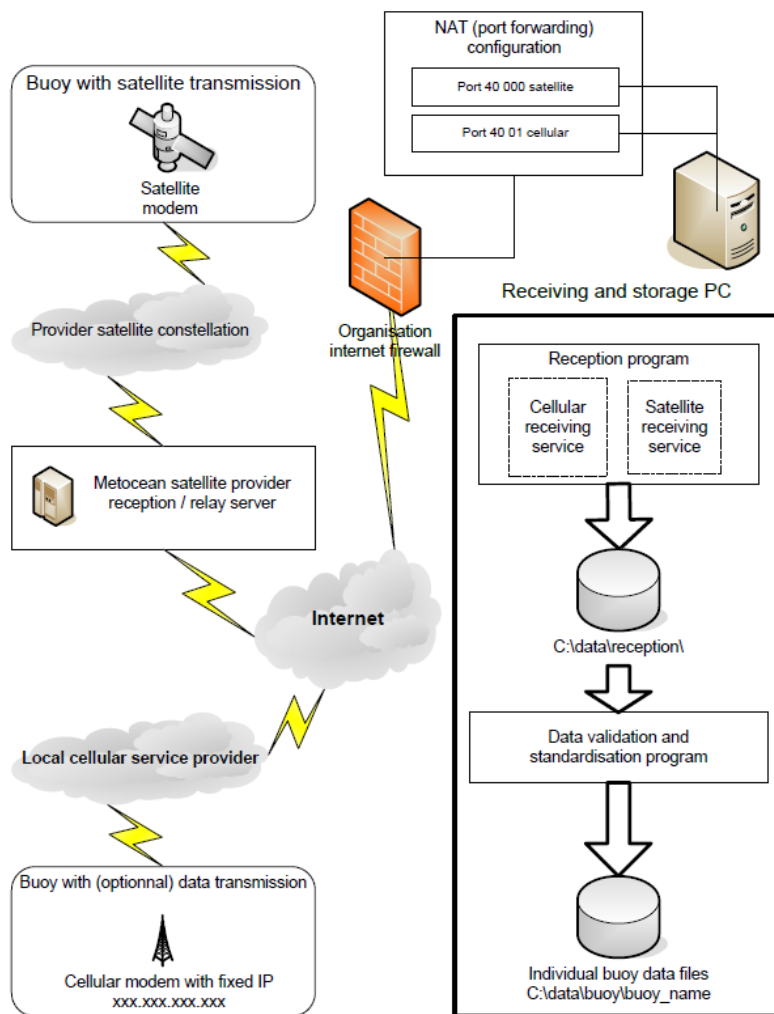 NAT (port forwarding)
configuration
Port 40 000 satellite
Port 40 01 cellular
Buoy with satellite transmission
Satellite
modem
Provider satellite constellation
Organisation
internet firewall
Receiving and storage PC
Metocean satellite provider
reception / relay server
Internet
Local cellular service provider
Buoy with (optionnal) data transmission
Cellular modem with fixed IP
xxx.xxx.xxx.xxx
Reception program
Cellular
receiving
service
Satellite
receiving
service
C:\data\reception\
Data validation and
standardisation program
Individual buoy data files
C:\data\buoy\buoy_name